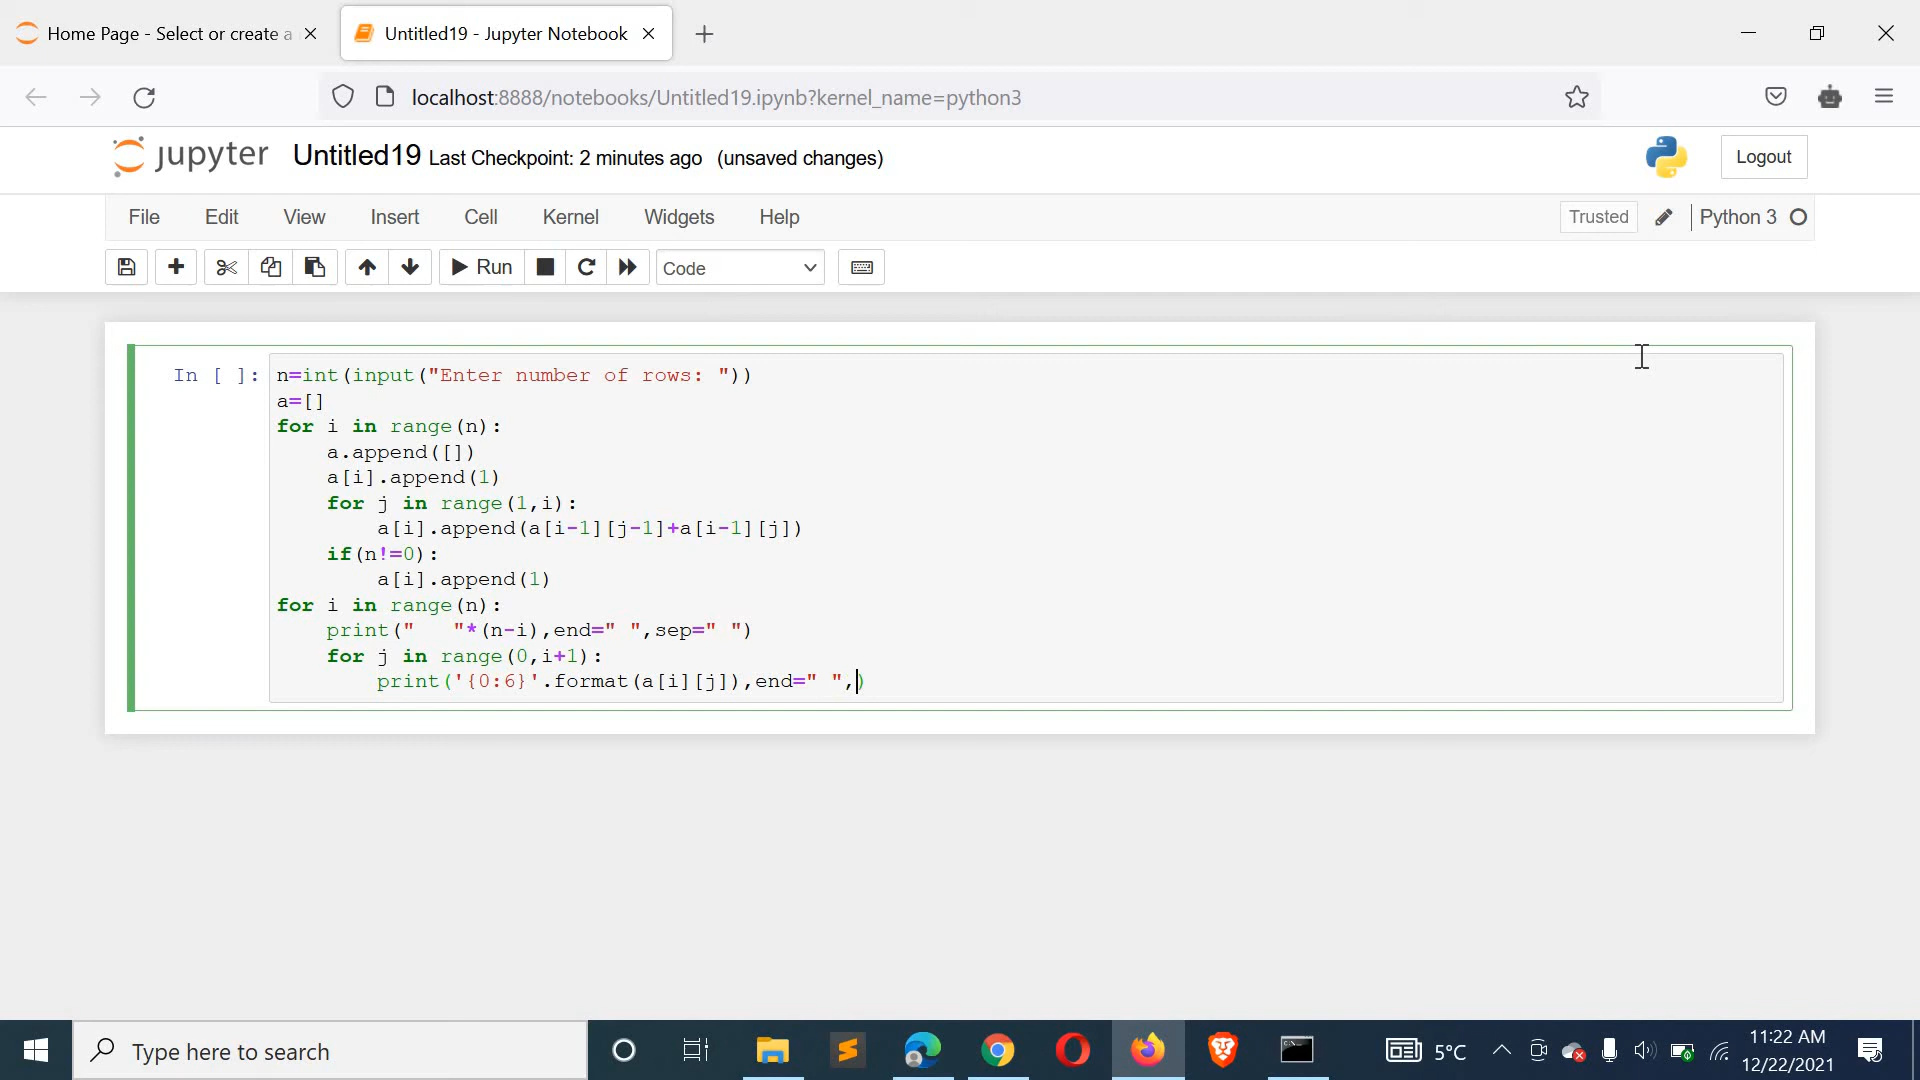 Home Page - Select or create a
Untitled19 - Jupyter Notebook
localhost:8888/notebooks/Untitled19.ipynb?kernel_name=python3
jupyter Untitled19 Last Checkpoint: 2 minutes ago (unsaved changes)
Logout
File Edit View Insert Cell Kernel Widgets Help
Trusted Python 3
Run Code
In [ ]: n=int(input("Enter number of rows: "))
a=[]
for i in range(n):
    a.append([])
    a[i].append(1)
    for j in range(1,i):
        a[i].append(a[i-1][j-1]+a[i-1][j])
    if(n!=0):
        a[i].append(1)
for i in range(n):
    print("   "*(n-i),end=" ",sep=" ")
    for j in range(0,i+1):
        print('{0:6}'.format(a[i][j]),end=" ",)
Type here to search
5°C
11:22 AM
12/22/2021